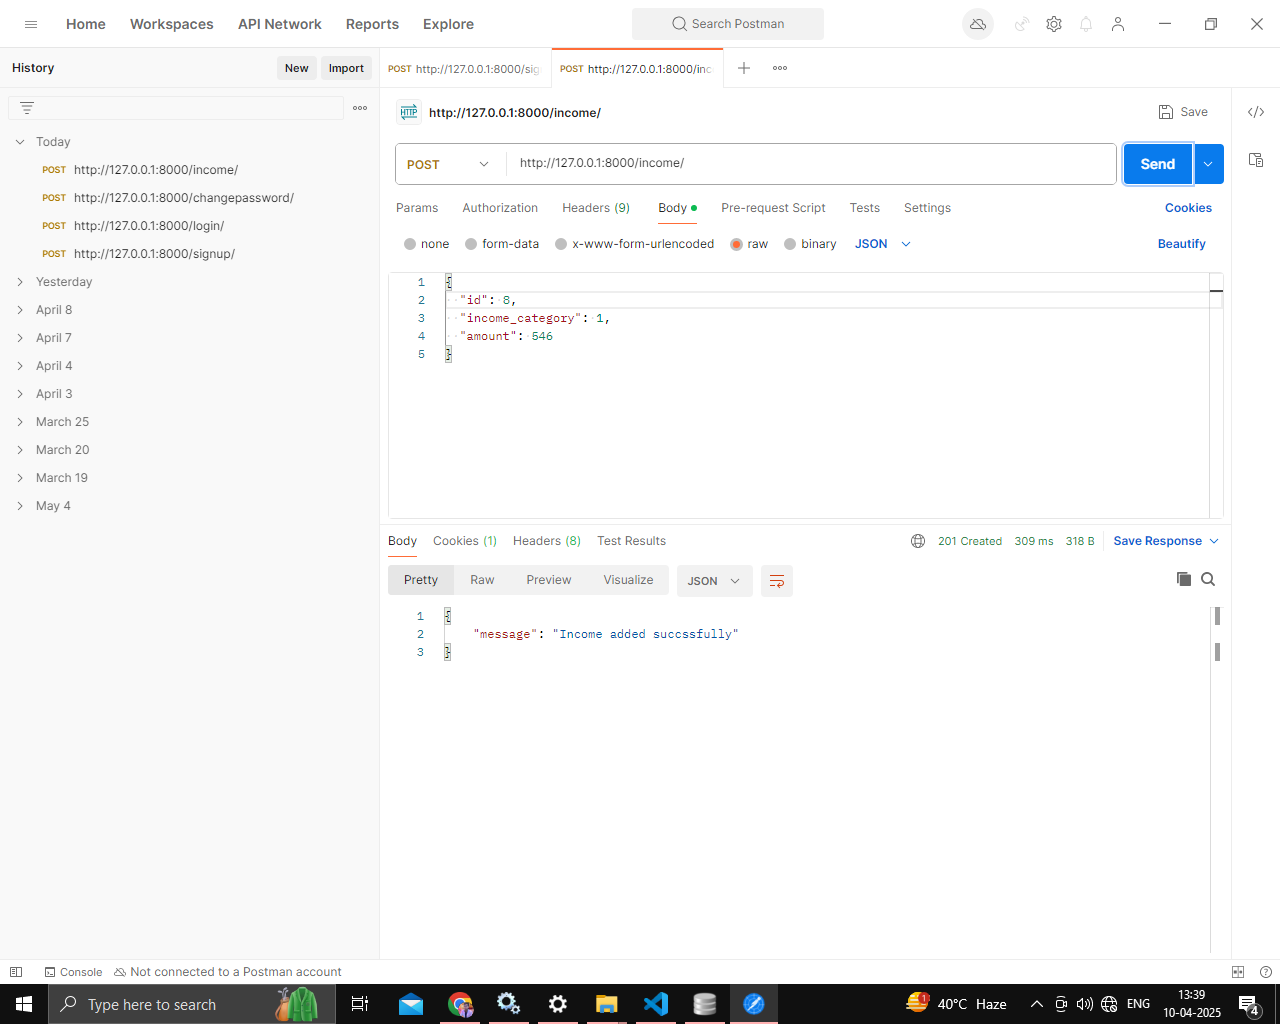 Home
Workspaces
API Network
Reports
Explore
Search Postman
History
New
Import
POST http://127.0.0.1:8000/sig
POST http://127.0.0.1:8000/inc
Today
POST http://127.0.0.1:8000/income/
POST http://127.0.0.1:8000/changepassword/
POST http://127.0.0.1:8000/login/
POST http://127.0.0.1:8000/signup/
Yesterday
April 8
April 7
April 4
April 3
March 25
March 20
March 19
May 4
HTTP http://127.0.0.1:8000/income/
Save
POST
http://127.0.0.1:8000/income/
Send
Params
Authorization
Headers (9)
Body
Pre-request Script
Tests
Settings
Cookies
none
form-data
x-www-form-urlencoded
raw
binary
JSON
Beautify
1 {
2 "id": 8,
3 "income_category": 1,
4 "amount": 546
5 }
Body
Cookies (1)
Headers (8)
Test Results
201 Created
309 ms
318 B
Save Response
Pretty
Raw
Preview
Visualize
JSON
1 {
2 "message": "Income added succssfully"
3 }
Console
Not connected to a Postman account
Type here to search
1
40°C Haze
ENG
13:39
10-04-2025
4